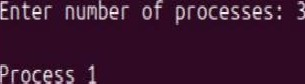 Enter number of processes: 3
Process 1